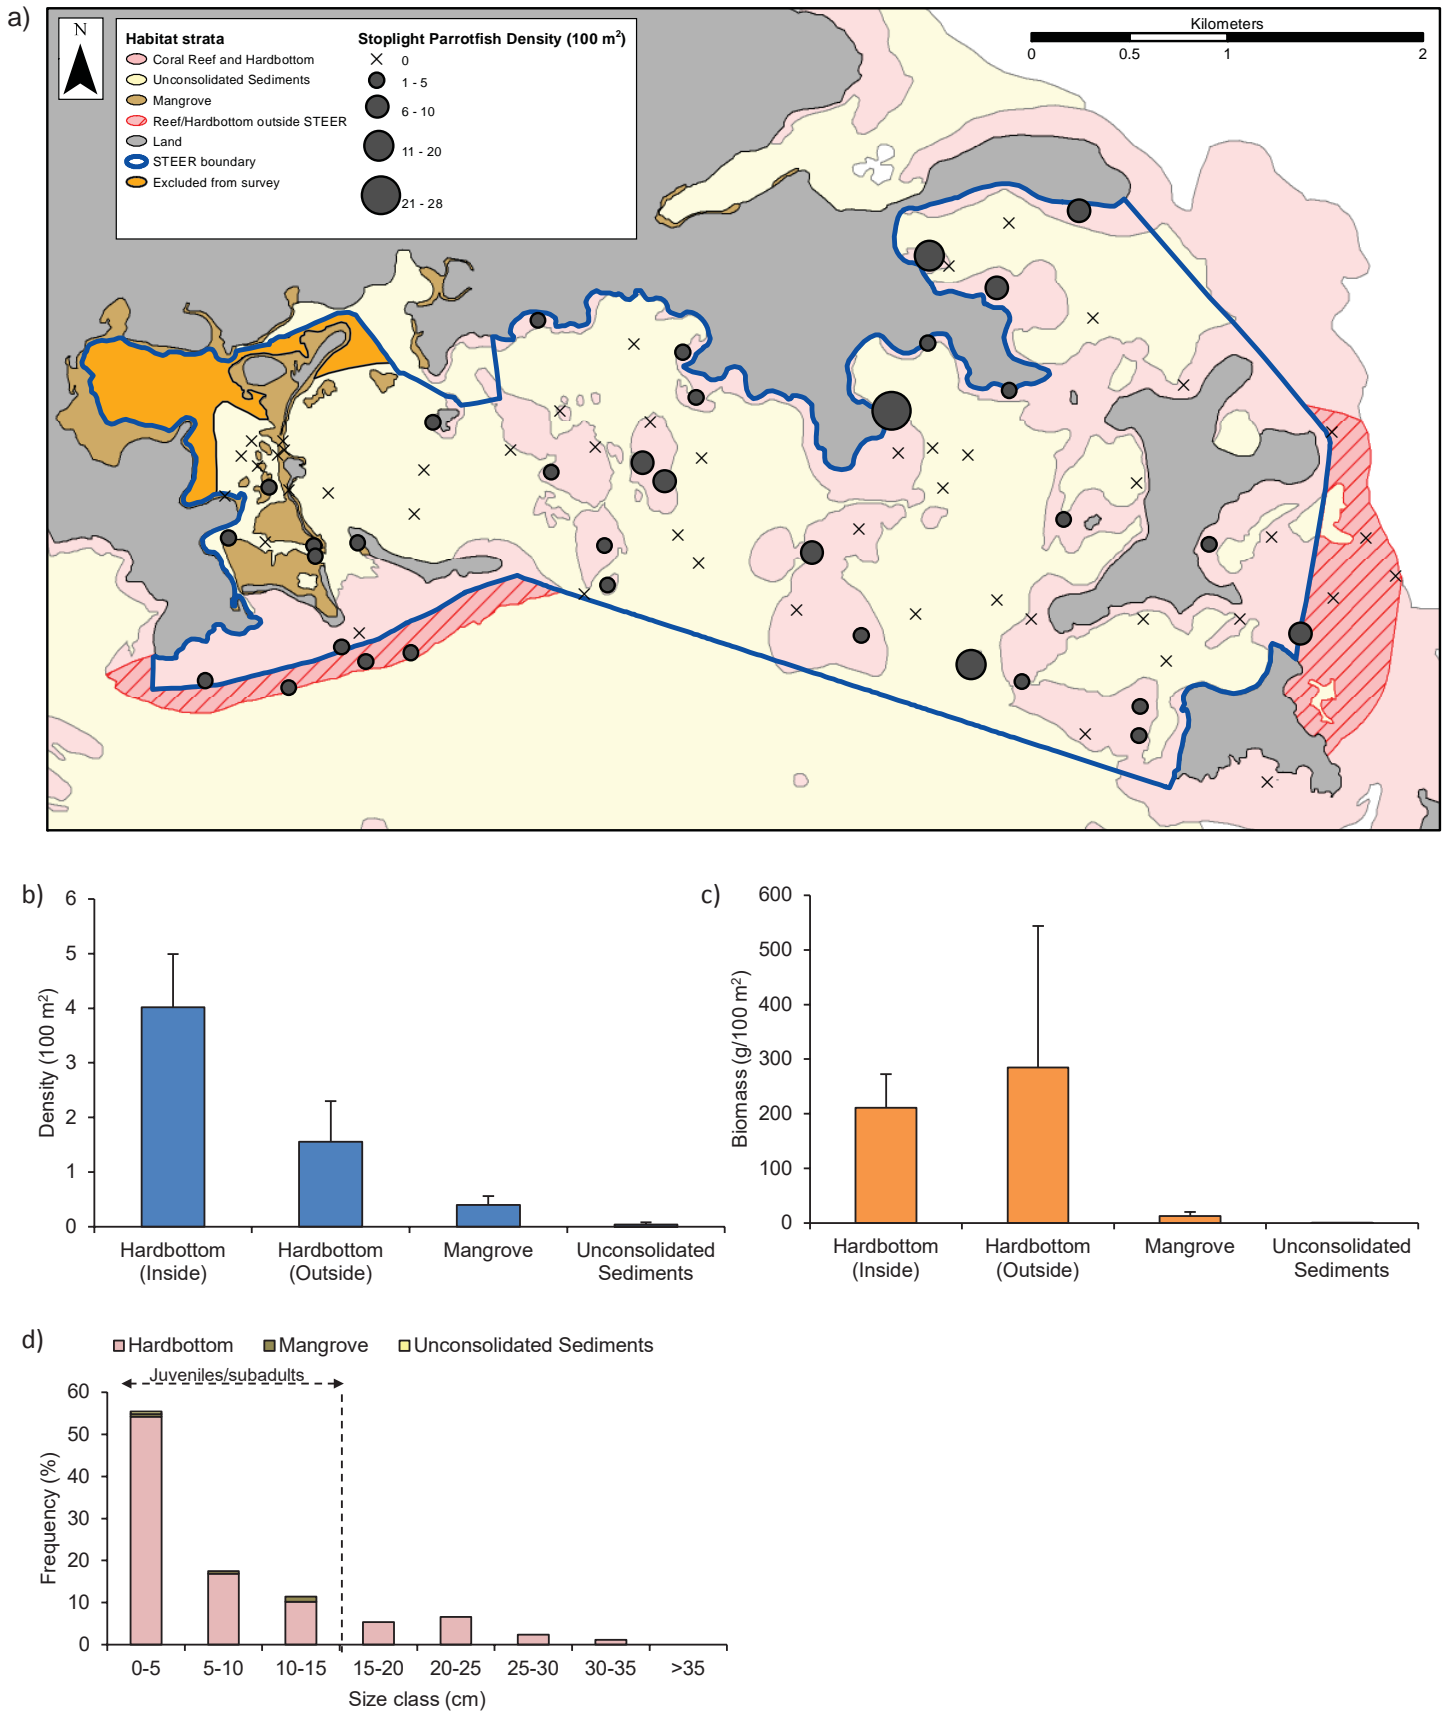 a)
N
Habitat strata
Coral Reef and Hardbottom
Unconsolidated Sediments
Mangrove
Reef/Hardbottom outside STEER
Land
STEER boundary
Excluded from survey
Stoplight Parrotfish Density (100 m²)
0
1 - 5
6 - 10
11 - 20
21 - 28
Kilometers
0 0.5 1 2
b)
Density (100 m²)
6
5
4
3
2
1
0
Hardbottom (Inside)
Hardbottom (Outside)
Mangrove
Unconsolidated Sediments
c)
Biomass (g/100 m²)
600
500
400
300
200
100
0
Hardbottom (Inside)
Hardbottom (Outside)
Mangrove
Unconsolidated Sediments
d)
Hardbottom Mangrove Unconsolidated Sediments
Juveniles/subadults
Frequency (%)
60
50
40
30
20
10
0
0-5 5-10 10-15 15-20 20-25 25-30 30-35 >35
Size class (cm)